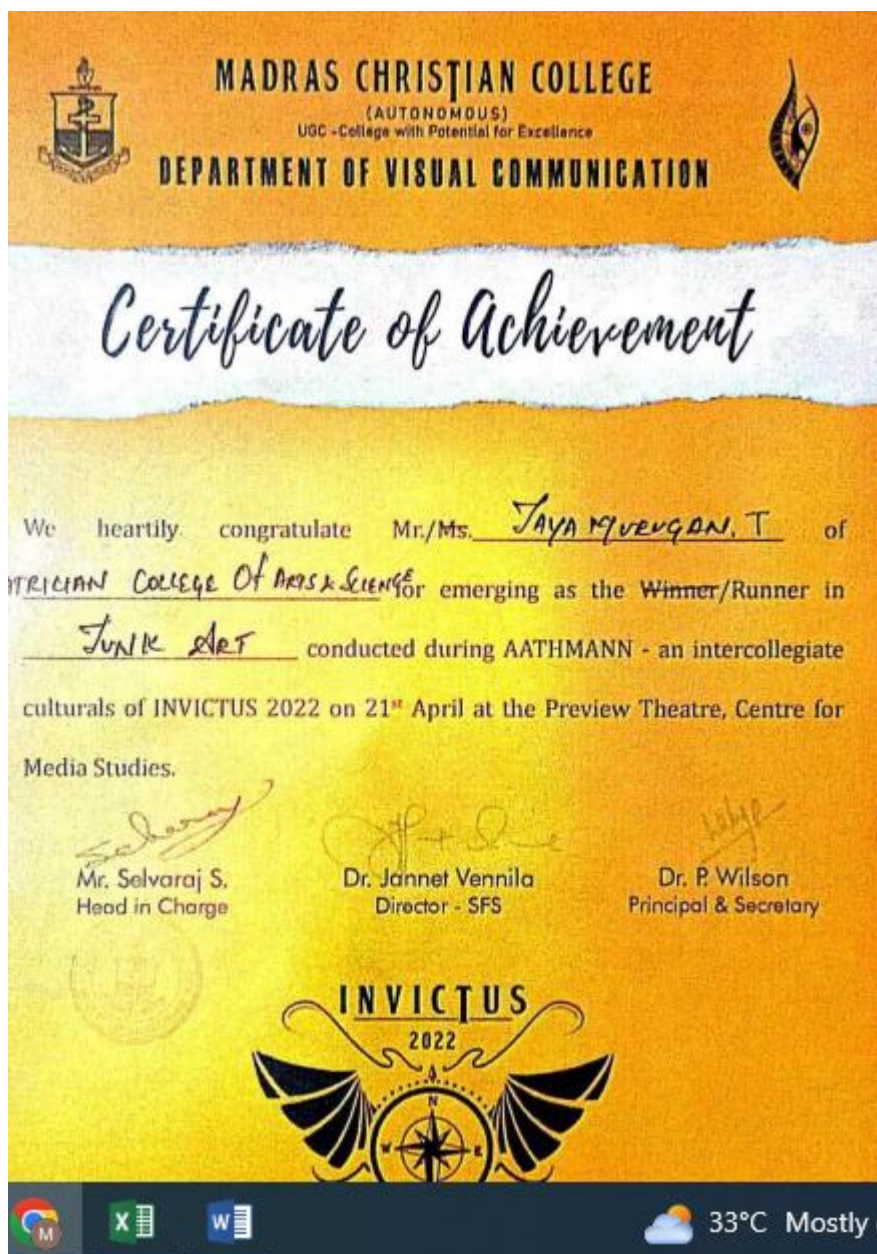 MADRAS CHRISTIAN COLLEGE
(AUTONOMOUS)
UGC -College with Potential for Excellence
DEPARTMENT OF VISUAL COMMUNICATION
Certificate of Achievement
We heartily congratulate Mr./Ms. JAYA MURUGAN. T of
TRICIAN COLLEGE Of ARTS & SCIENCE for emerging as the Winner/Runner in
JUNK ART conducted during AATHMANN - an intercollegiate
culturals of INVICTUS 2022 on 21st April at the Preview Theatre, Centre for
Media Studies.
Mr. Selvaraj S. Dr. Jannet Vennila Dr. P. Wilson
Head in Charge Director - SFS Principal & Secretary
INVICTUS
2022
N
W E
M X W 33°C Mostly